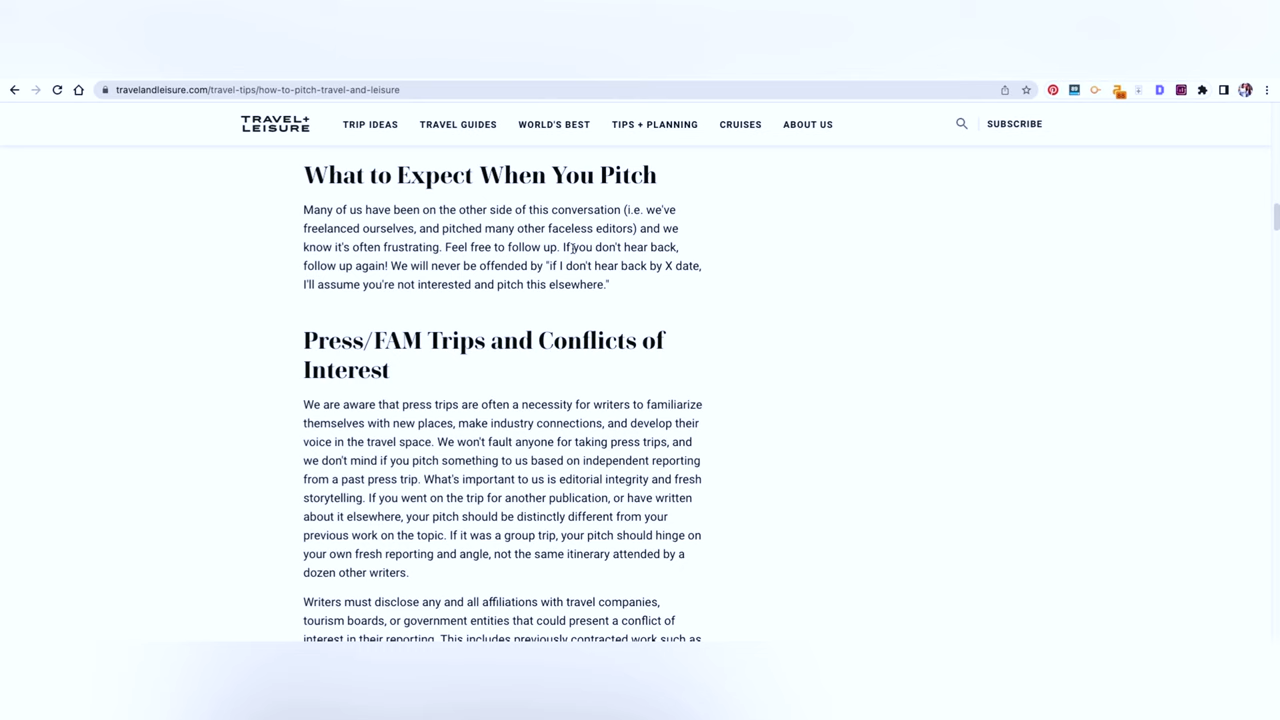 travelandleisure.com/travel-tips/how-to-pitch-travel-and-leisure
TRAVEL+
LEISURE
TRIP IDEAS TRAVEL GUIDES WORLD'S BEST TIPS + PLANNING CRUISES ABOUT US SUBSCRIBE
What to Expect When You Pitch
Many of us have been on the other side of this conversation (i.e. we've
freelanced ourselves, and pitched many other faceless editors) and we
know it's often frustrating. Feel free to follow up. If you don't hear back,
follow up again! We will never be offended by "if I don't hear back by X date,
I'll assume you're not interested and pitch this elsewhere."
Press/FAM Trips and Conflicts of
Interest
We are aware that press trips are often a necessity for writers to familiarize
themselves with new places, make industry connections, and develop their
voice in the travel space. We won't fault anyone for taking press trips, and
we don't mind if you pitch something to us based on independent reporting
from a past press trip. What's important to us is editorial integrity and fresh
storytelling. If you went on the trip for another publication, or have written
about it elsewhere, your pitch should be distinctly different from your
previous work on the topic. If it was a group trip, your pitch should hinge on
your own fresh reporting and angle, not the same itinerary attended by a
dozen other writers.
Writers must disclose any and all affiliations with travel companies,
tourism boards, or government entities that could present a conflict of
interest in their reporting. This includes previously contracted work such as